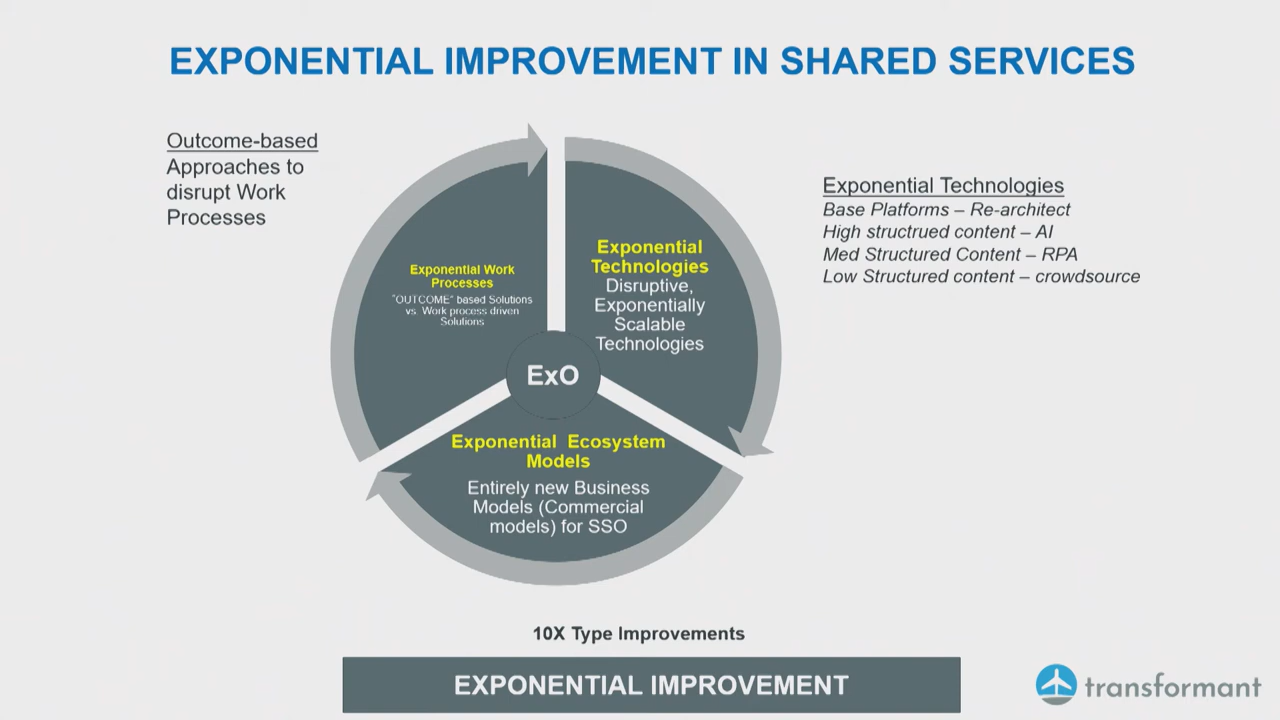 EXPONENTIAL IMPROVEMENT IN SHARED SERVICES
Outcome-based
Approaches to
disrupt Work
Processes
Exponential Technologies
Base Platforms – Re-architect
High structrued content – AI
Med Structured Content – RPA
Low Structured content – crowdsource
Exponential Work
Processes
"OUTCOME" based Solutions
vs. Work process driven
Solutions
Exponential
Technologies
Disruptive,
Exponentially
Scalable
Technologies
ExO
Exponential Ecosystem
Models
Entirely new Business
Models (Commercial
models) for SSO
10X Type Improvements
EXPONENTIAL IMPROVEMENT
transformant